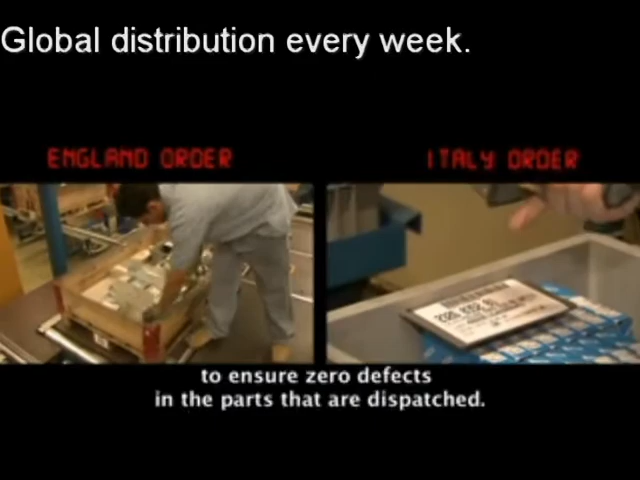 Global distribution every week.
ENGLAND ORDER
ITALY ORDER
to ensure zero defects
in the parts that are dispatched.